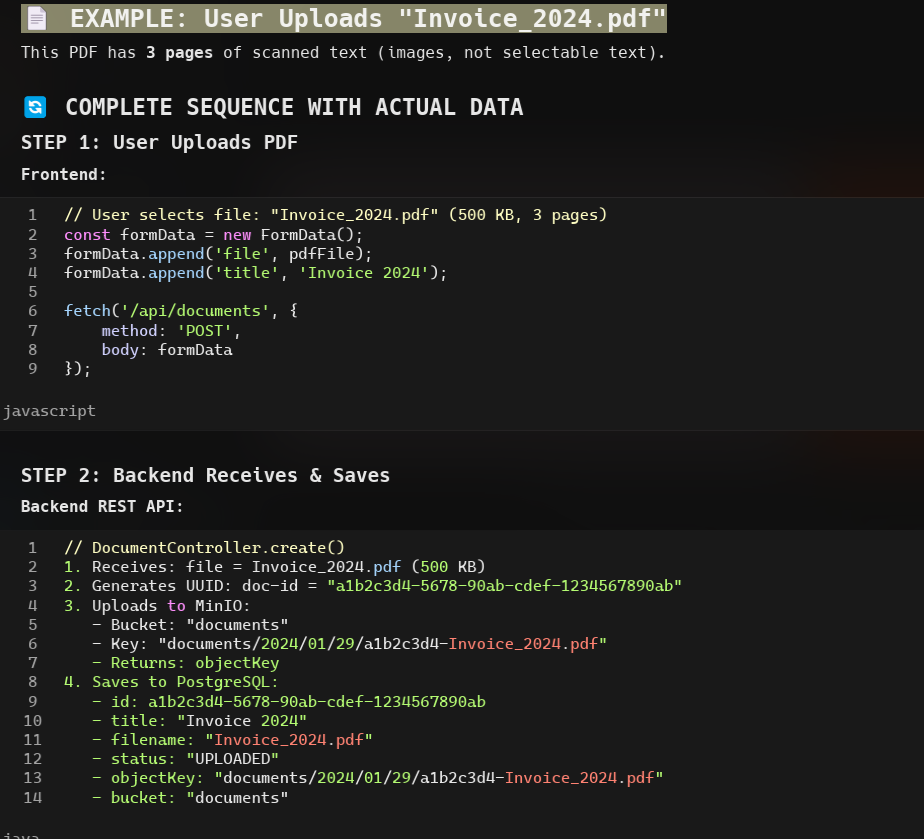 📄 EXAMPLE: User Uploads "Invoice_2024.pdf"
This PDF has 3 pages of scanned text (images, not selectable text).
🔄 COMPLETE SEQUENCE WITH ACTUAL DATA
STEP 1: User Uploads PDF
Frontend:
1 // User selects file: "Invoice_2024.pdf" (500 KB, 3 pages)
2 const formData = new FormData();
3 formData.append('file', pdfFile);
4 formData.append('title', 'Invoice 2024');
5
6 fetch('/api/documents', {
7     method: 'POST',
8     body: formData
9 });
javascript
STEP 2: Backend Receives & Saves
Backend REST API:
1 // DocumentController.create()
2 1. Receives: file = Invoice_2024.pdf (500 KB)
3 2. Generates UUID: doc-id = "a1b2c3d4-5678-90ab-cdef-1234567890ab"
4 3. Uploads to MinIO:
5    - Bucket: "documents"
6    - Key: "documents/2024/01/29/a1b2c3d4-Invoice_2024.pdf"
7    - Returns: objectKey
8 4. Saves to PostgreSQL:
9    - id: a1b2c3d4-5678-90ab-cdef-1234567890ab
10    - title: "Invoice 2024"
11    - filename: "Invoice_2024.pdf"
12    - status: "UPLOADED"
13    - objectKey: "documents/2024/01/29/a1b2c3d4-Invoice_2024.pdf"
14    - bucket: "documents"
java